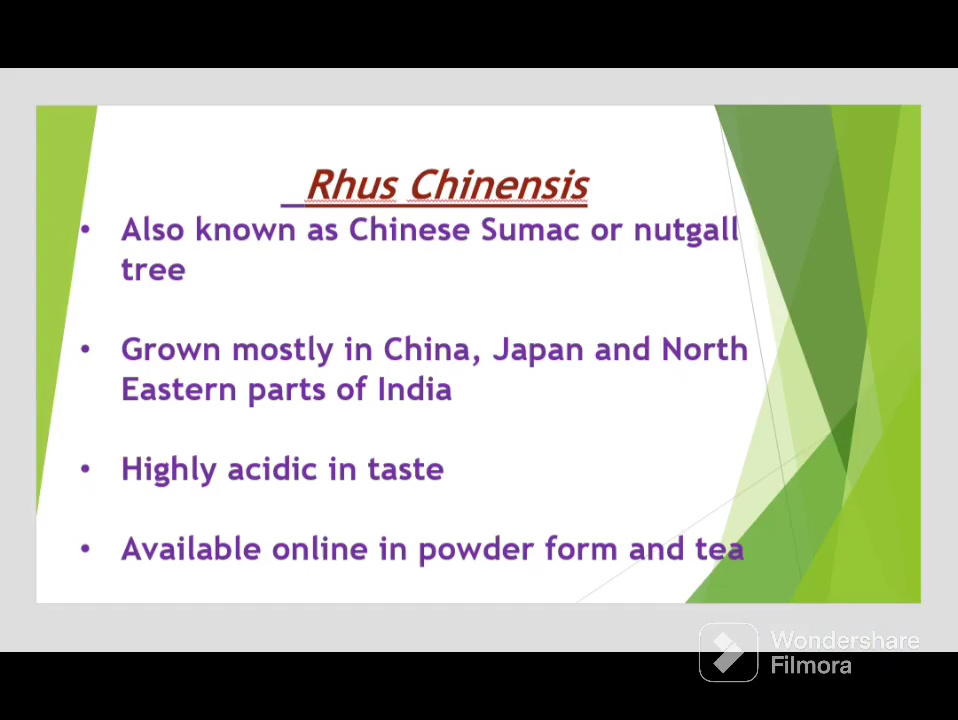 Rhus Chinensis
• Also known as Chinese Sumac or nutgall
tree
• Grown mostly in China, Japan and North
Eastern parts of India
• Highly acidic in taste
• Available online in powder form and tea
Wondershare
Filmora